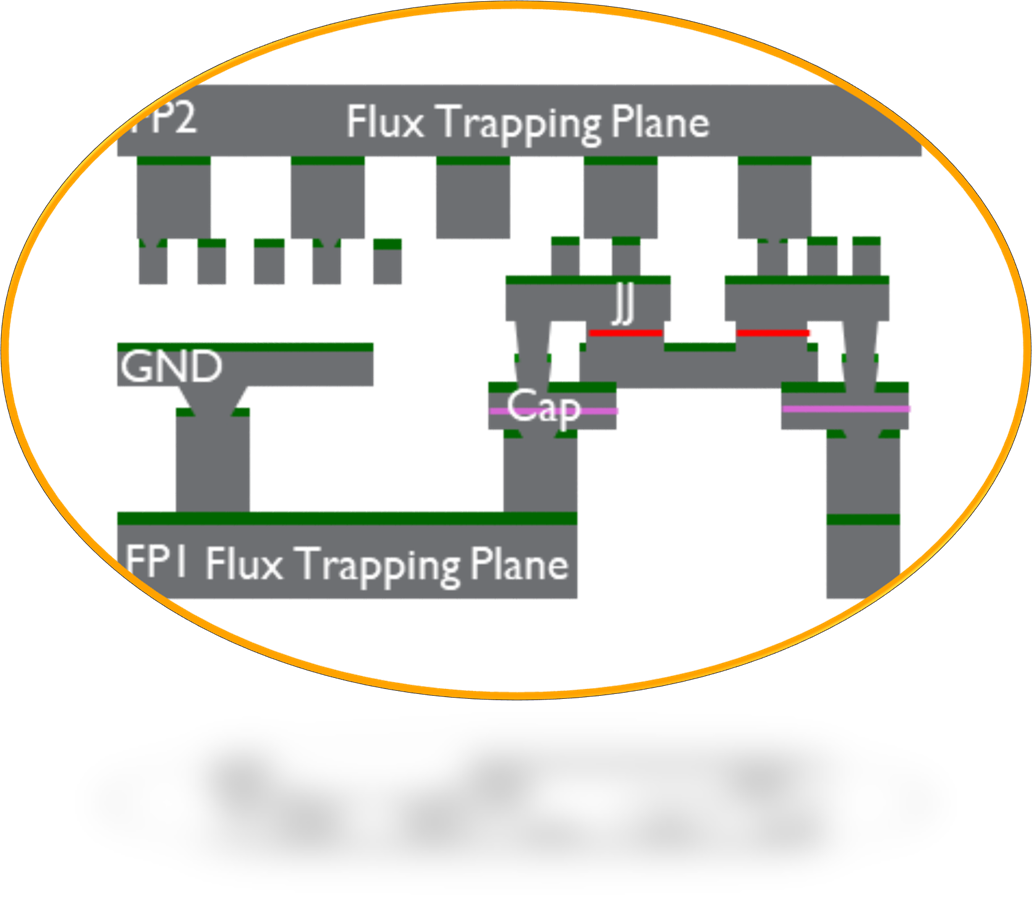 FP2
Flux Trapping Plane
JJ
GND
Cap
FP1 Flux Trapping Plane